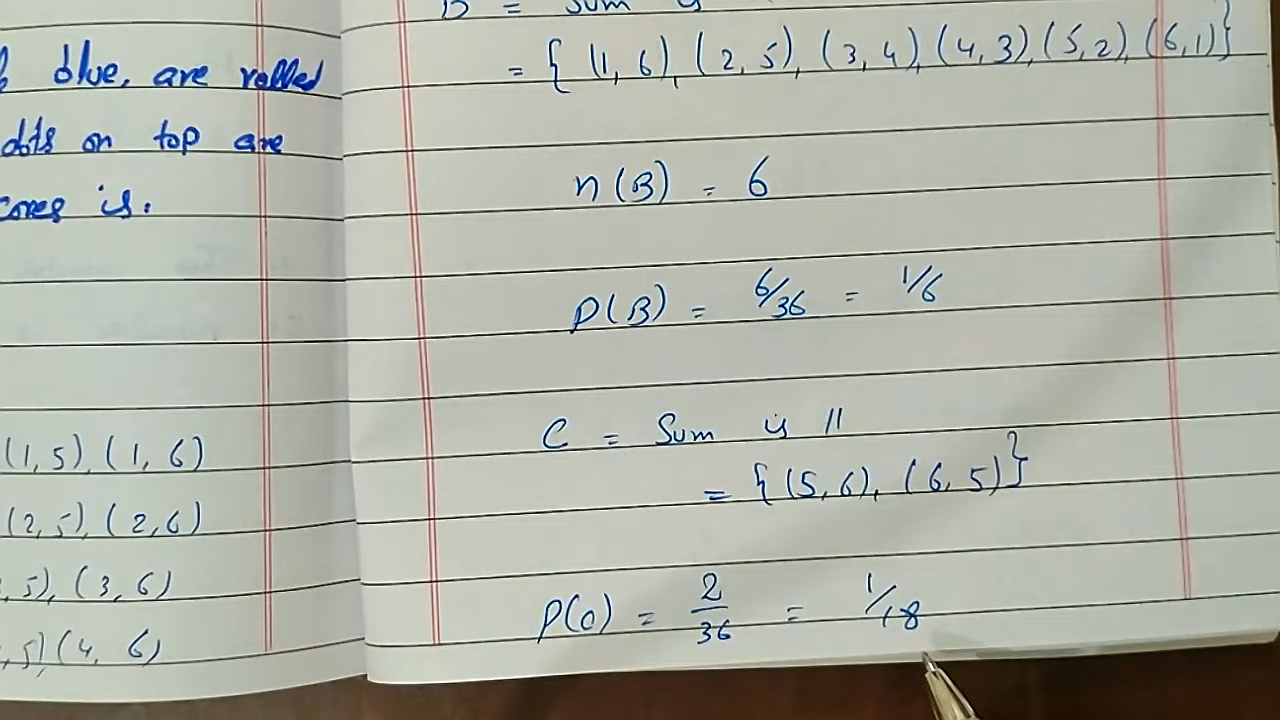 blue, are rolled
dots on top are
is.
(1,5), (1, 6)
(2,5), (2,6)
,5), (3, 6)
,5), (4, 6)
B = Sum is
= { (1, 6), (2, 5), (3, 4), (4, 3), (5, 2), (6, 1)}
n(B) = 6
P(B) = 6/36 = 1/6
C = Sum is 11
= {(5,6), (6,5)}
P(C) = 2/36 = 1/18